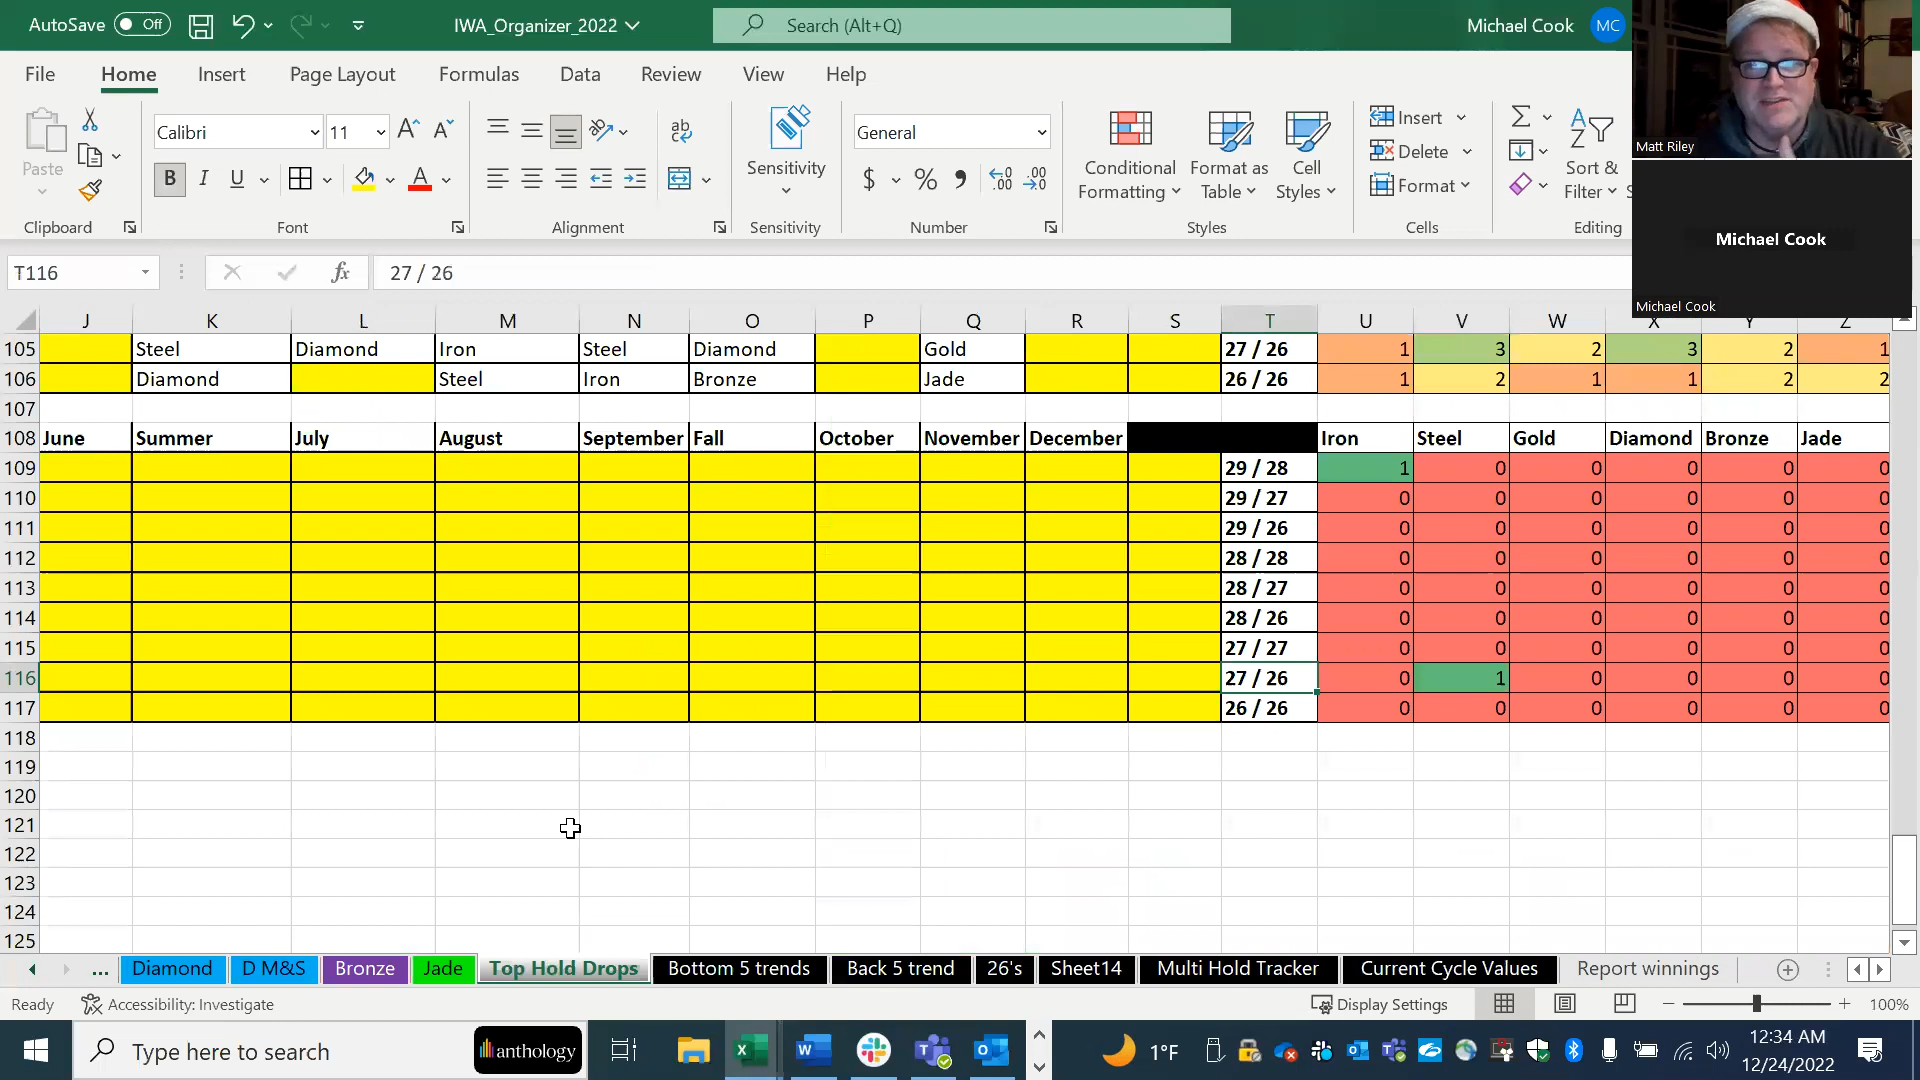 AutoSave Off
IWA_Organizer_2022
Search (Alt+Q)
Michael Cook MC
File Home Insert Page Layout Formulas Data Review View Help
Paste
Clipboard
Calibri 11
B I U A
Font
ab
Alignment
Sensitivity
Sensitivity
General
$ % 9
Number
Conditional Formatting
Format as Table
Cell Styles
Styles
Insert
Delete
Format
Cells
Sort & Filter
Editing
Matt Riley
Michael Cook
Michael Cook
T116 fx 27 / 26
J K L M N O P Q R S T U V W X Y Z
105 Steel Diamond Iron Steel Diamond Gold 27 / 26 1 3 2 3 2 1
106 Diamond Steel Iron Bronze Jade 26 / 26 1 2 1 1 2 2
107
108 June Summer July August September Fall October November December Iron Steel Gold Diamond Bronze Jade
109 29 / 28 1 0 0 0 0 0
110 29 / 27 0 0 0 0 0 0
111 29 / 26 0 0 0 0 0 0
112 28 / 28 0 0 0 0 0 0
113 28 / 27 0 0 0 0 0 0
114 28 / 26 0 0 0 0 0 0
115 27 / 27 0 0 0 0 0 0
116 27 / 26 0 1 0 0 0 0
117 26 / 26 0 0 0 0 0 0
118
119
120
121
122
123
124
125
... Diamond D M&S Bronze Jade Top Hold Drops Bottom 5 trends Back 5 trend 26's Sheet14 Multi Hold Tracker Current Cycle Values Report winnings
Ready Accessibility: Investigate Display Settings 100%
Type here to search anthology 1°F 12:34 AM
12/24/2022